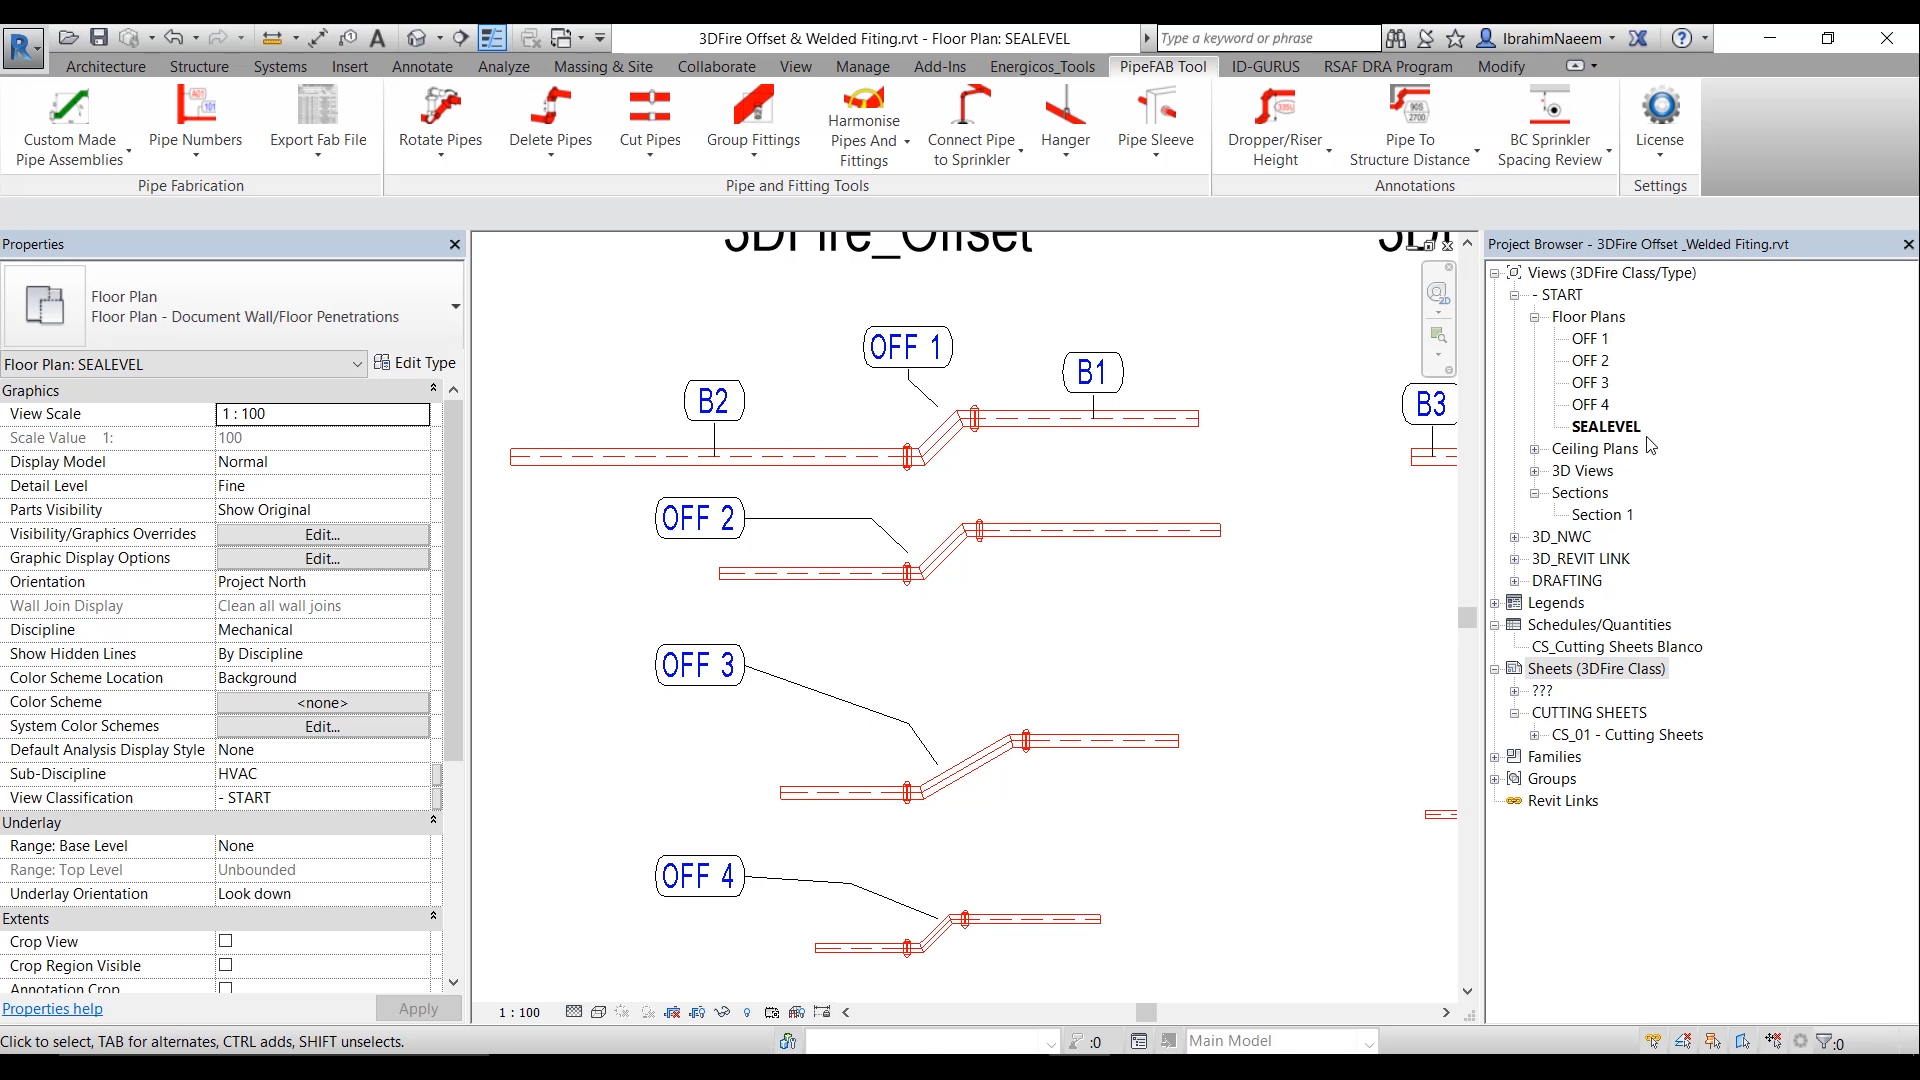 3DFire Offset & Welded Fiting.rvt - Floor Plan: SEALEVEL
Type a keyword or phrase
IbrahimNaeem
Architecture Structure Systems Insert Annotate Analyze Massing & Site Collaborate View Manage Add-Ins Energicos_Tools PipeFAB Tool ID-GURUS RSAF DRA Program Modify
Custom Made
Pipe Assemblies
Pipe Numbers
Export Fab File
Rotate Pipes
Delete Pipes
Cut Pipes
Group Fittings
Harmonise
Pipes And
Fittings
Connect Pipe
to Sprinkler
Hanger
Pipe Sleeve
Dropper/Riser
Height
Pipe To
Structure Distance
BC Sprinkler
Spacing Review
License
Pipe Fabrication
Pipe and Fitting Tools
Annotations
Settings
Properties
Floor Plan
Floor Plan - Document Wall/Floor Penetrations
Floor Plan: SEALEVEL
Edit Type
Graphics
View Scale 1 : 100
Scale Value 1: 100
Display Model Normal
Detail Level Fine
Parts Visibility Show Original
Visibility/Graphics Overrides Edit...
Graphic Display Options Edit...
Orientation Project North
Wall Join Display Clean all wall joins
Discipline Mechanical
Show Hidden Lines By Discipline
Color Scheme Location Background
Color Scheme <none>
System Color Schemes Edit...
Default Analysis Display Style None
Sub-Discipline HVAC
View Classification - START
Underlay
Range: Base Level None
Range: Top Level Unbounded
Underlay Orientation Look down
Extents
Crop View
Crop Region Visible
Annotation Crop
Properties help
Apply
3DFire_Offset
OFF 1
B1
B2
B3
OFF 2
OFF 3
OFF 4
1 : 100
Project Browser - 3DFire Offset _Welded Fiting.rvt
Views (3DFire Class/Type)
- START
Floor Plans
OFF 1
OFF 2
OFF 3
OFF 4
SEALEVEL
Ceiling Plans
3D Views
Sections
Section 1
3D_NWC
3D_REVIT LINK
DRAFTING
Legends
Schedules/Quantities
CS_Cutting Sheets Blanco
Sheets (3DFire Class)
???
CUTTING SHEETS
CS_01 - Cutting Sheets
Families
Groups
Revit Links
Click to select, TAB for alternates, CTRL adds, SHIFT unselects.
:0
Main Model
:0